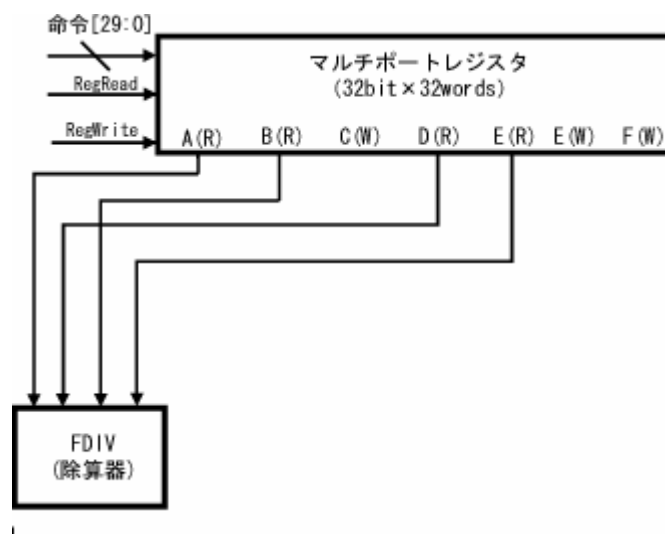 命令[29:0]
RegRead
RegWrite
マルチポートレジスタ
(32bit×32words)
A(R) B(R) C(W) D(R) E(R) E(W) F(W)
FDIV
(除算器)